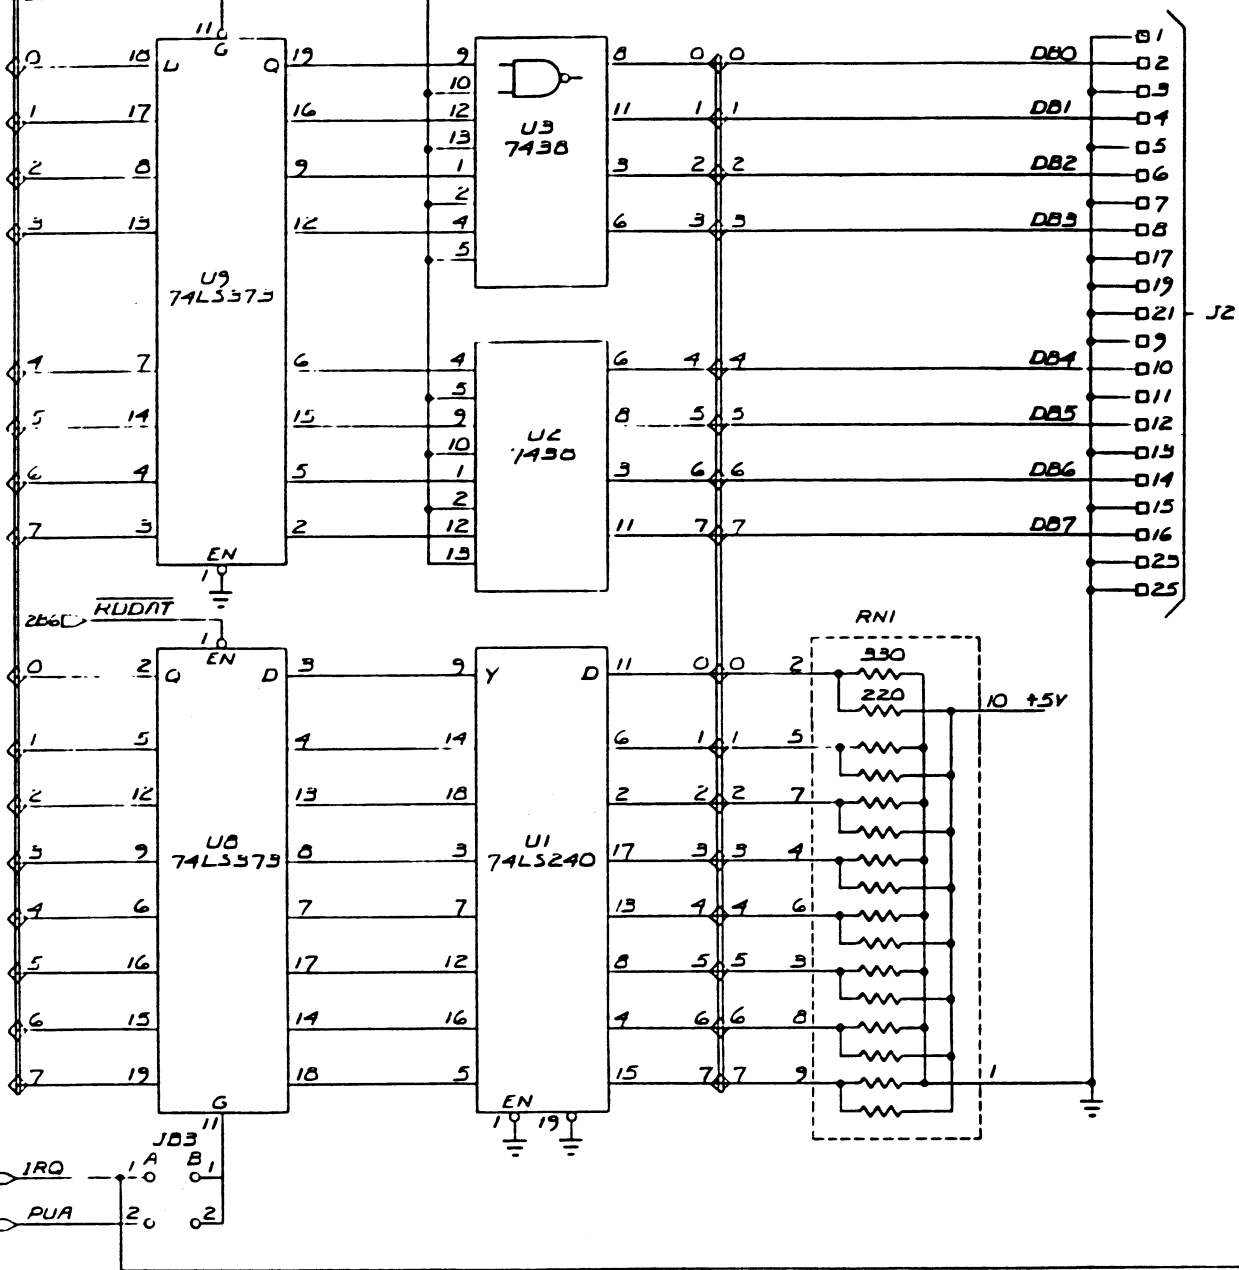 11 G 1
0 18 D Q 19 9 8 0 0 DB0 2
10 3
1 17 16 12 11 1 1 DB1 4
U3
13 7438 5
2 8 9 1 3 2 2 DB2 6
2 7
3 13 12 4 6 3 3 DB3 8
5 17
U9
74LS373 19
21 J2
9
4 7 6 4 6 4 4 DB4 10
5 11
5 14 15 9 8 5 5 DB5 12
U2
10 7438 13
6 4 5 1 3 6 6 DB6 14
2 15
7 3 2 12 11 7 7 DB7 16
EN 13 23
1 25
2B6 RDDAT RN1
1 EN 330
0 2 Q D 3 9 Y D 11 0 0 2
220 10 +5V
1 5 4 14 6 1 1 5
2 12 13 18 2 2 2 7
U8 U1
3 9 74LS373 8 3 74LS240 17 3 3 4
4 6 7 7 13 4 4 6
5 16 17 12 8 5 5 3
6 15 14 16 4 6 6 8
7 19 18 5 15 7 7 9 1
G EN
11 1 19
JB3
IRQ 1 A B 1
PUA 2 2